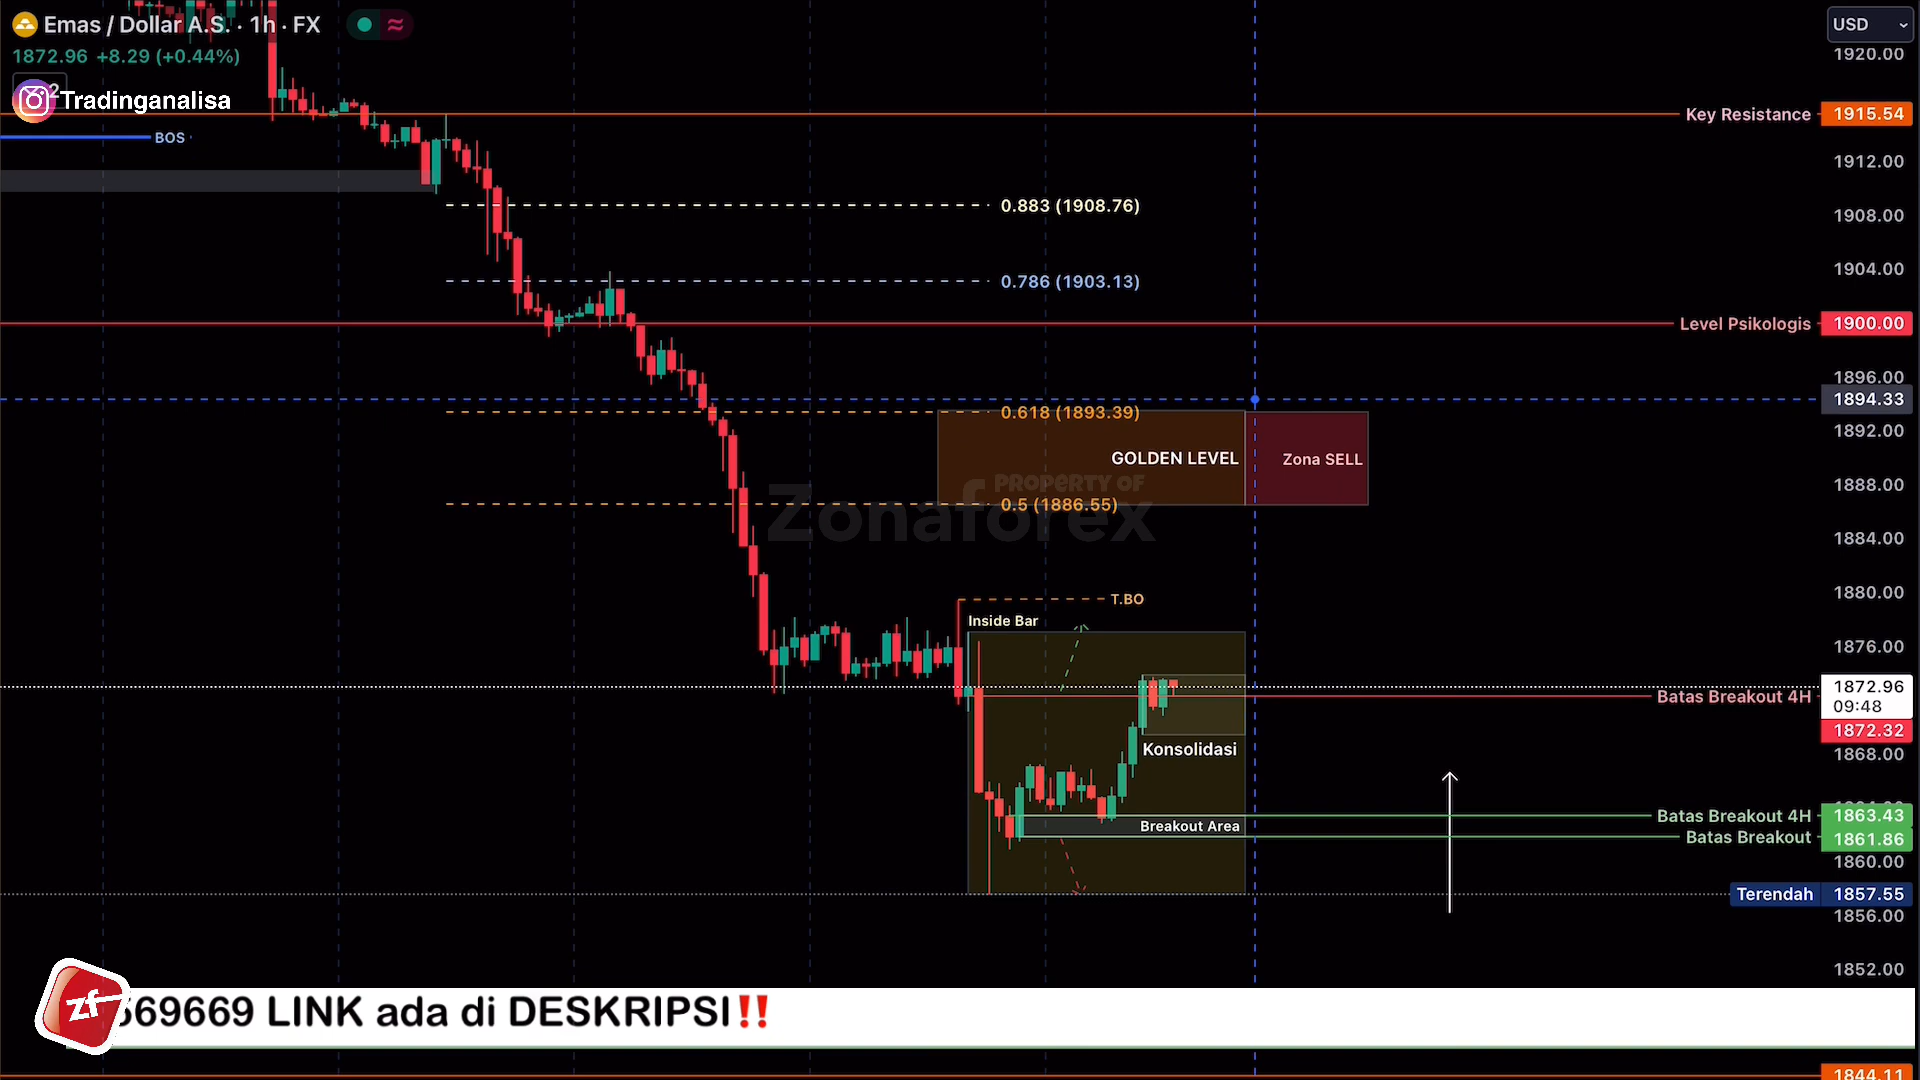 Emas / Dollar A.S. · 1h · FX
USD
1872.96 +8.29 (+0.44%)
Tradinganalisa
BOS
1920.00
Key Resistance 1915.54
1912.00
0.883 (1908.76)
1908.00
1904.00
0.786 (1903.13)
Level Psikologis 1900.00
1896.00
1894.33
0.618 (1893.39)
1892.00
GOLDEN LEVEL
Zona SELL
1888.00
PROPERTY OF
Zonaforex
0.5 (1886.55)
1884.00
1880.00
T.BO
Inside Bar
1876.00
1872.96
09:48
Batas Breakout 4H
1872.32
Konsolidasi
1868.00
Batas Breakout 4H 1863.43
Breakout Area
Batas Breakout 1861.86
1860.00
Terendah 1857.55
1856.00
1852.00
zf
669669 LINK ada di DESKRIPSI‼
1844.11